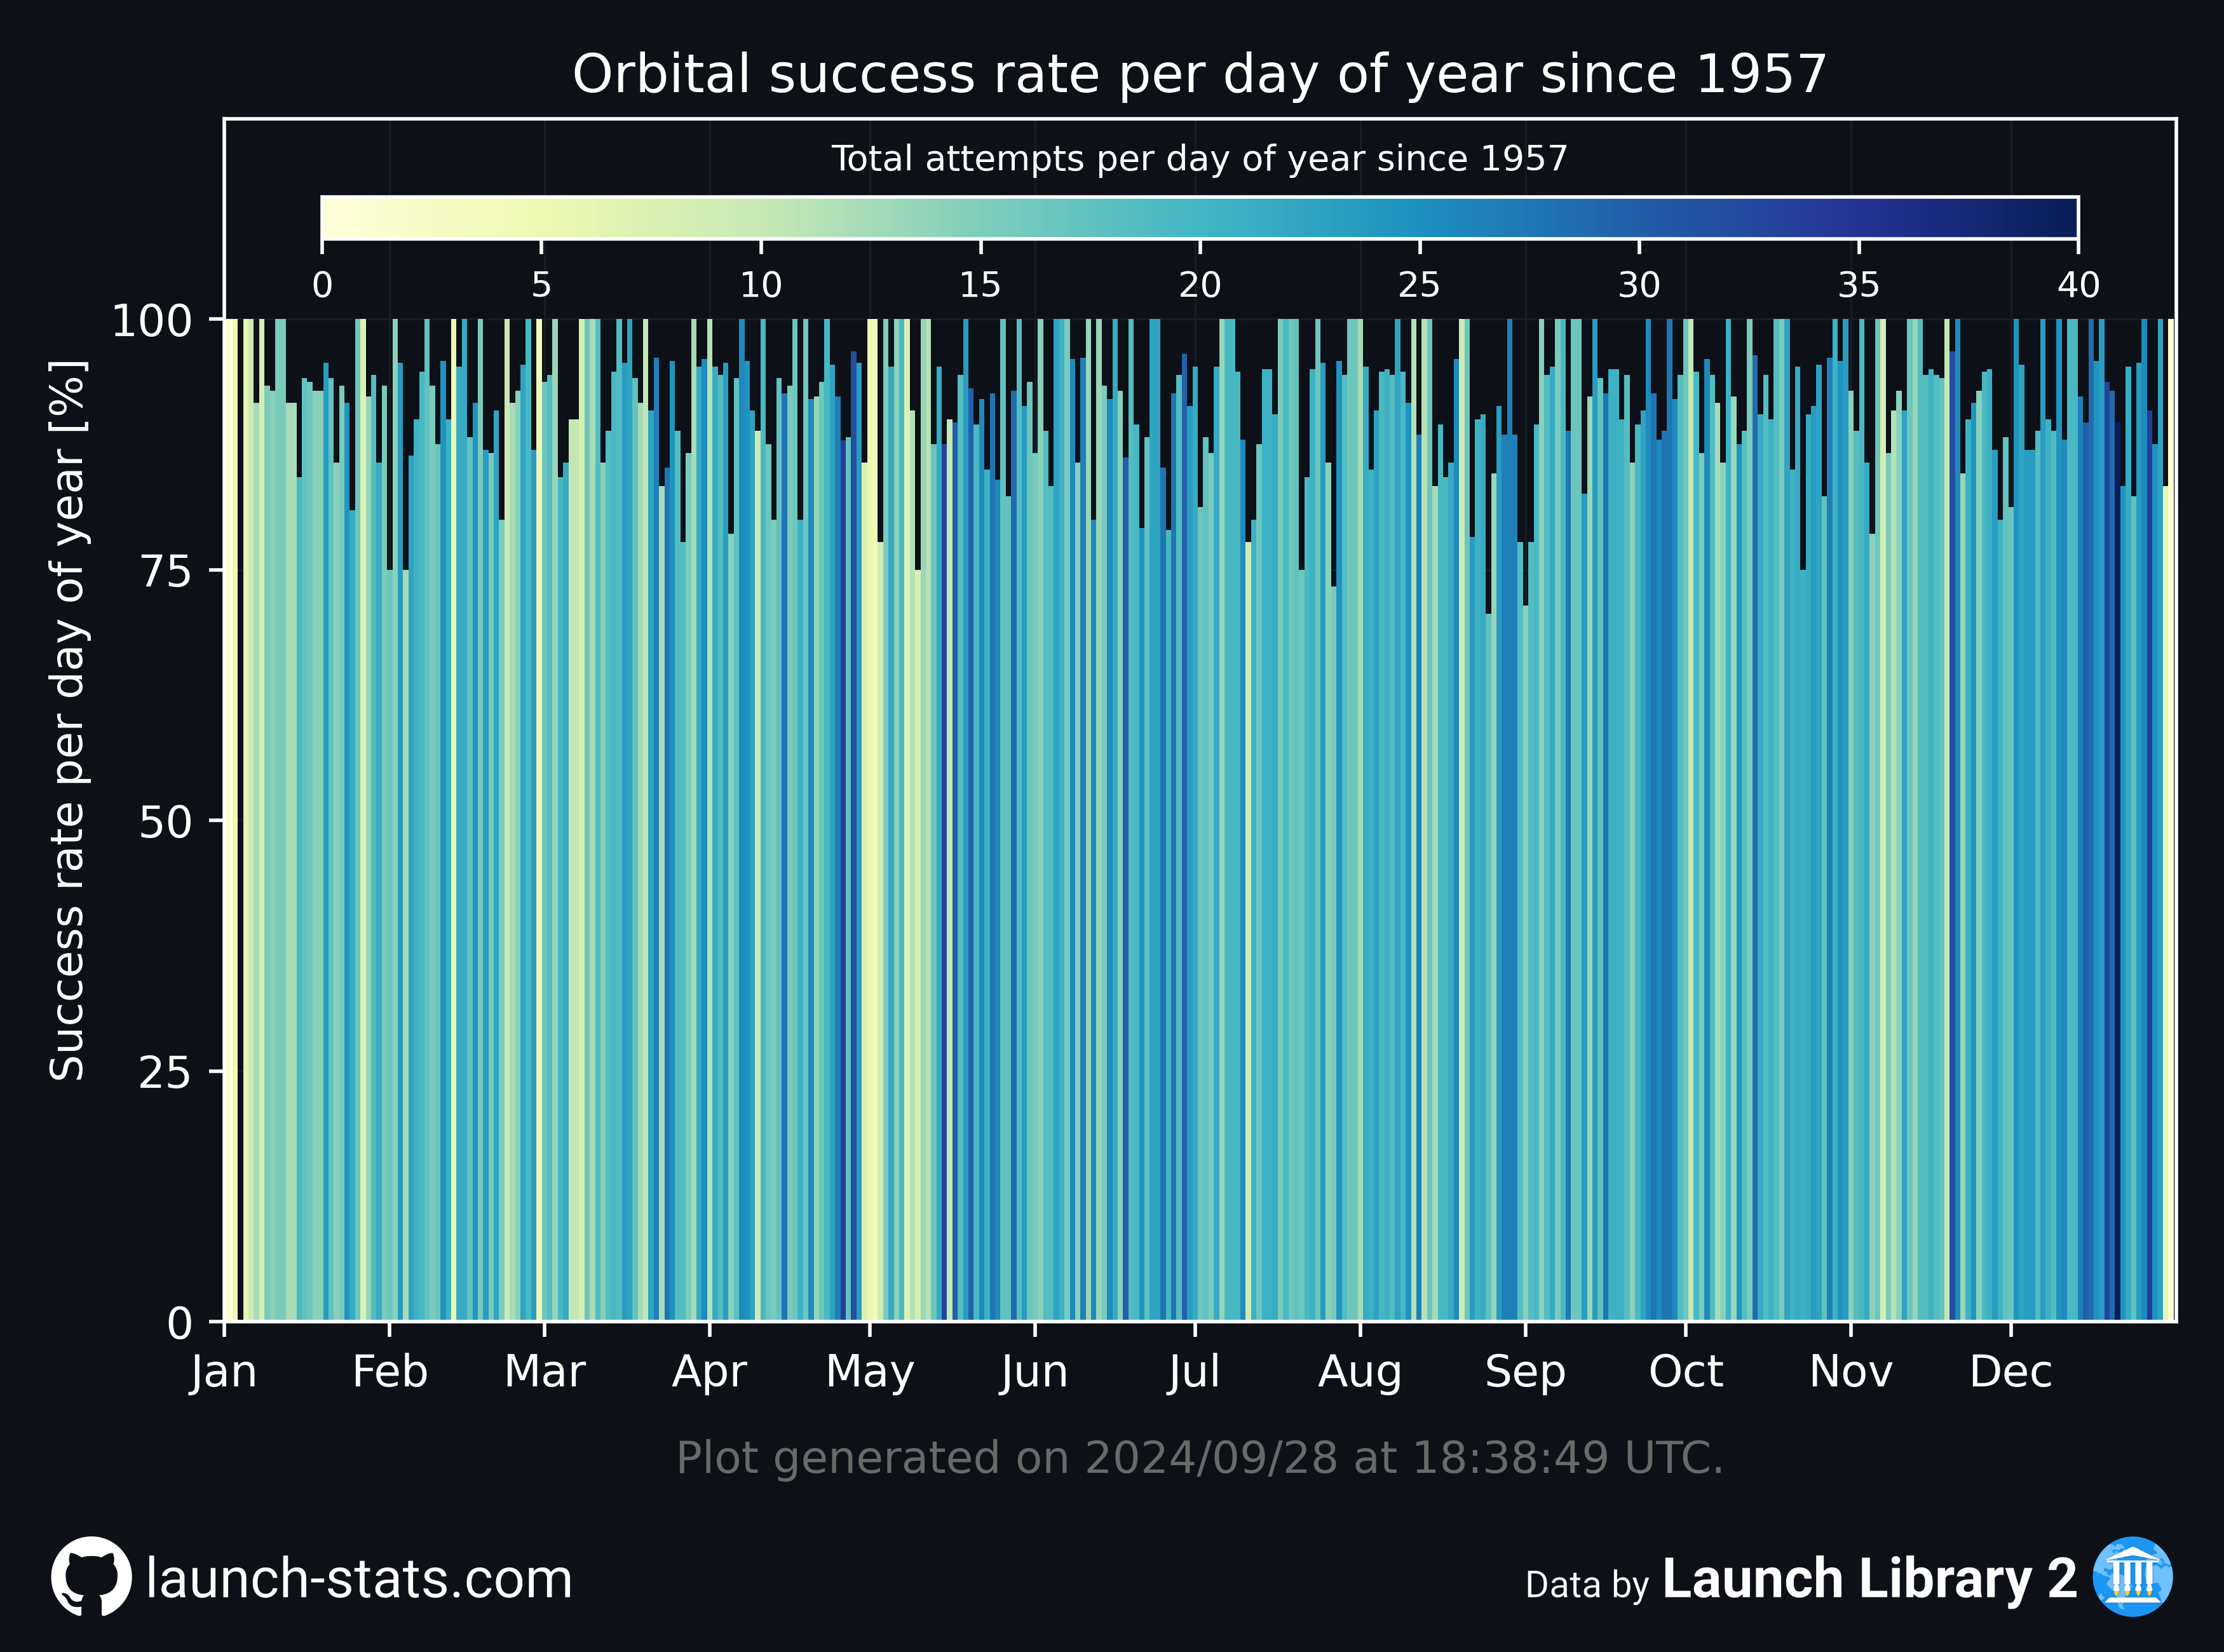 Orbital success rate per day of year since 1957
Total attempts per day of year since 1957
0 5 10 15 20 25 30 35 40
Success rate per day of year [%]
100
75
50
25
0
Jan Feb Mar Apr May Jun Jul Aug Sep Oct Nov Dec
Plot generated on 2024/09/28 at 18:38:49 UTC.
launch-stats.com
Data by Launch Library 2